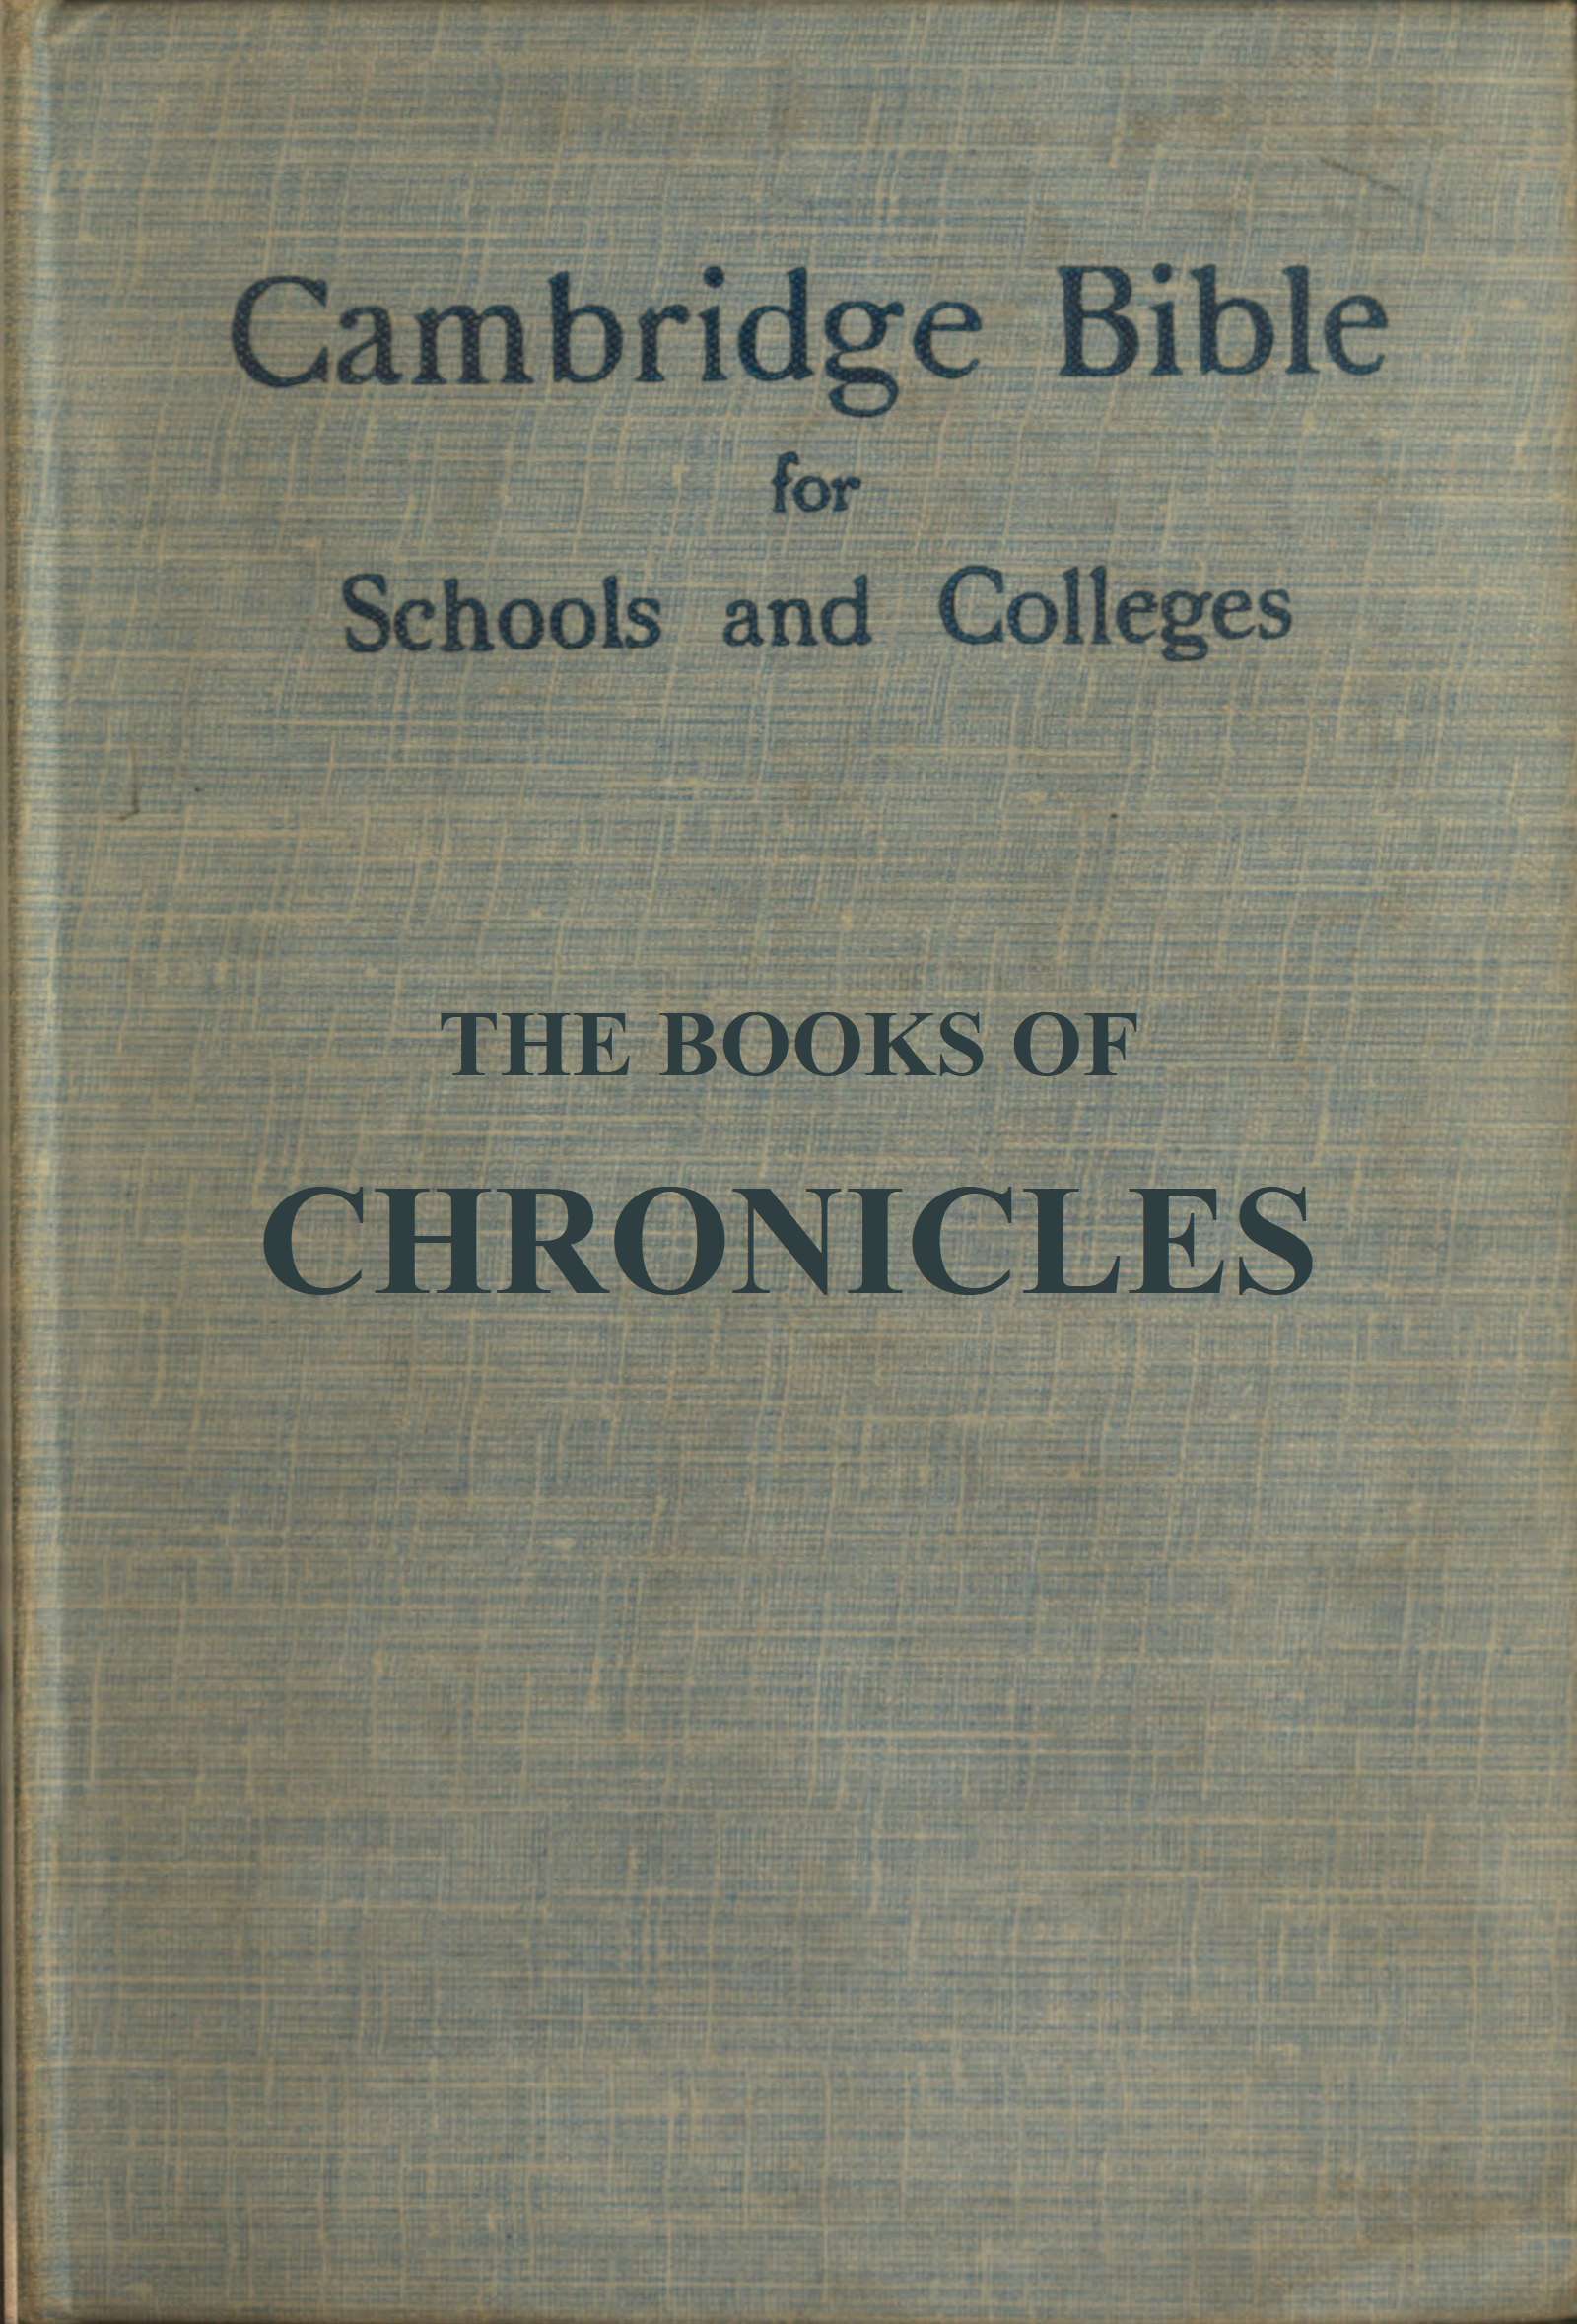 Cambridge Bible
for
Schools and Colleges
THE BOOKS OF
CHRONICLES